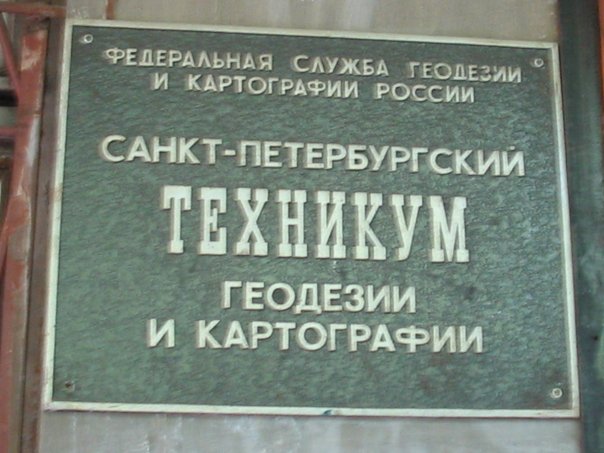 ФЕДЕРАЛЬНАЯ СЛУЖБА ГЕОДЕЗИИ
И КАРТОГРАФИИ РОССИИ
САНКТ-ПЕТЕРБУРГСКИЙ
ТЕХНИКУМ
ГЕОДЕЗИИ
И КАРТОГРАФИИ